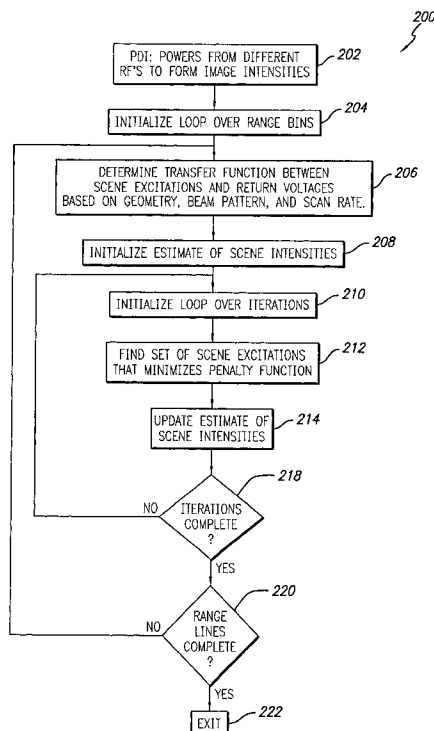 200
PDI: POWERS FROM DIFFERENT
RF'S TO FORM IMAGE INTENSITIES
202
INITIALIZE LOOP OVER RANGE BINS
204
DETERMINE TRANSFER FUNCTION BETWEEN
SCENE EXCITATIONS AND RETURN VOLTAGES
BASED ON GEOMETRY, BEAM PATTERN, AND SCAN RATE.
206
INITIALIZE ESTIMATE OF SCENE INTENSITIES
208
INITIALIZE LOOP OVER ITERATIONS
210
FIND SET OF SCENE EXCITATIONS
THAT MINIMIZES PENALTY FUNCTION
212
UPDATE ESTIMATE OF
SCENE INTENSITIES
214
218
NO
ITERATIONS
COMPLETE
?
YES
220
NO
RANGE
LINES
COMPLETE
?
YES
EXIT
222